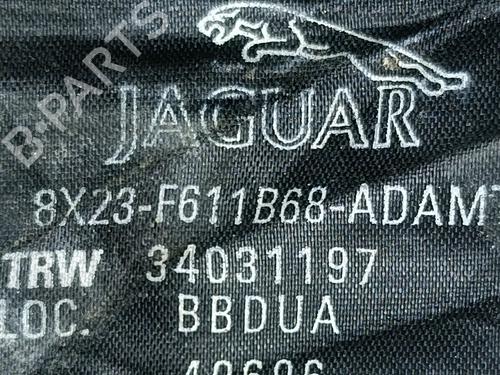 B-PARTS
JAGUAR
8X23-F611B68-ADAM
TRW 34031197
LOC. BBDUA